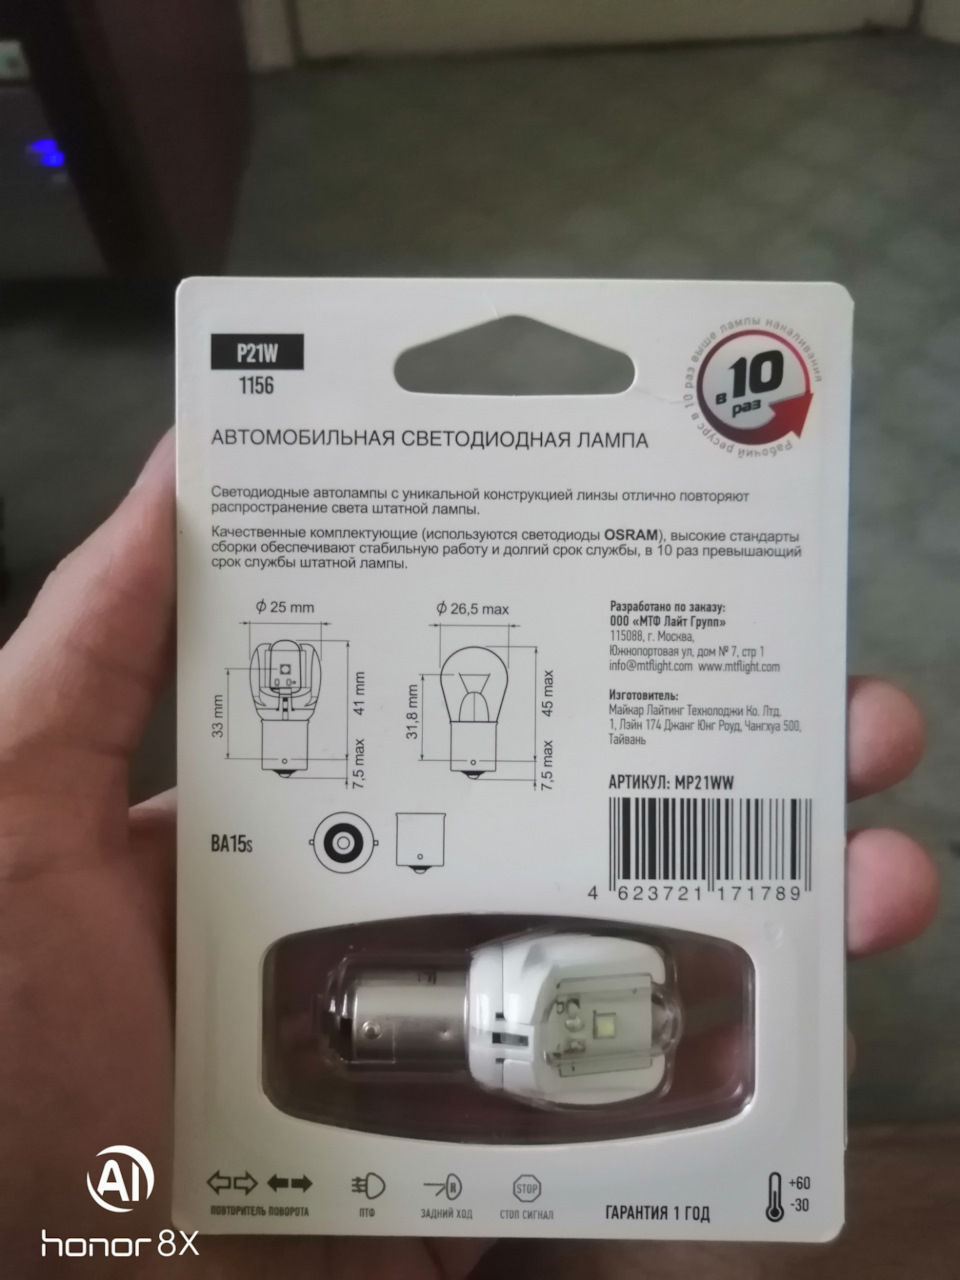 P21W
1156
в 10 раз
Рабочий ресурс в 10 раз выше лампы накаливания
АВТОМОБИЛЬНАЯ СВЕТОДИОДНАЯ ЛАМПА
Светодиодные автолампы с уникальной конструкцией линзы отлично повторяют
распространение света штатной лампы.
Качественные комплектующие (используются светодиоды OSRAM), высокие стандарты
сборки обеспечивают стабильную работу и долгий срок службы, в 10 раз превышающий
срок службы штатной лампы.
ϕ 25 mm
33 mm
41 mm
7,5 max
ϕ 26,5 max
31,8 mm
45 max
7,5 max
Разработано по заказу:
ООО «МТФ Лайт Групп»
115088, г. Москва,
Южнопортовая ул, дом № 7, стр 1
info@mtflight.com www.mtflight.com
Изготовитель:
Майкар Лайтинг Технолоджи Ко. Лтд.
1, Лэйн 174 Джанг Юнг Роуд, Чангхуа 500,
Тайвань
АРТИКУЛ: MP21WW
4 623721 171789
BA15s
ПОВТОРИТЕЛЬ ПОВОРОТА
ПТФ
R
ЗАДНИЙ ХОД
STOP
СТОП СИГНАЛ
ГАРАНТИЯ 1 ГОД
+60
-30
AI
honor 8X